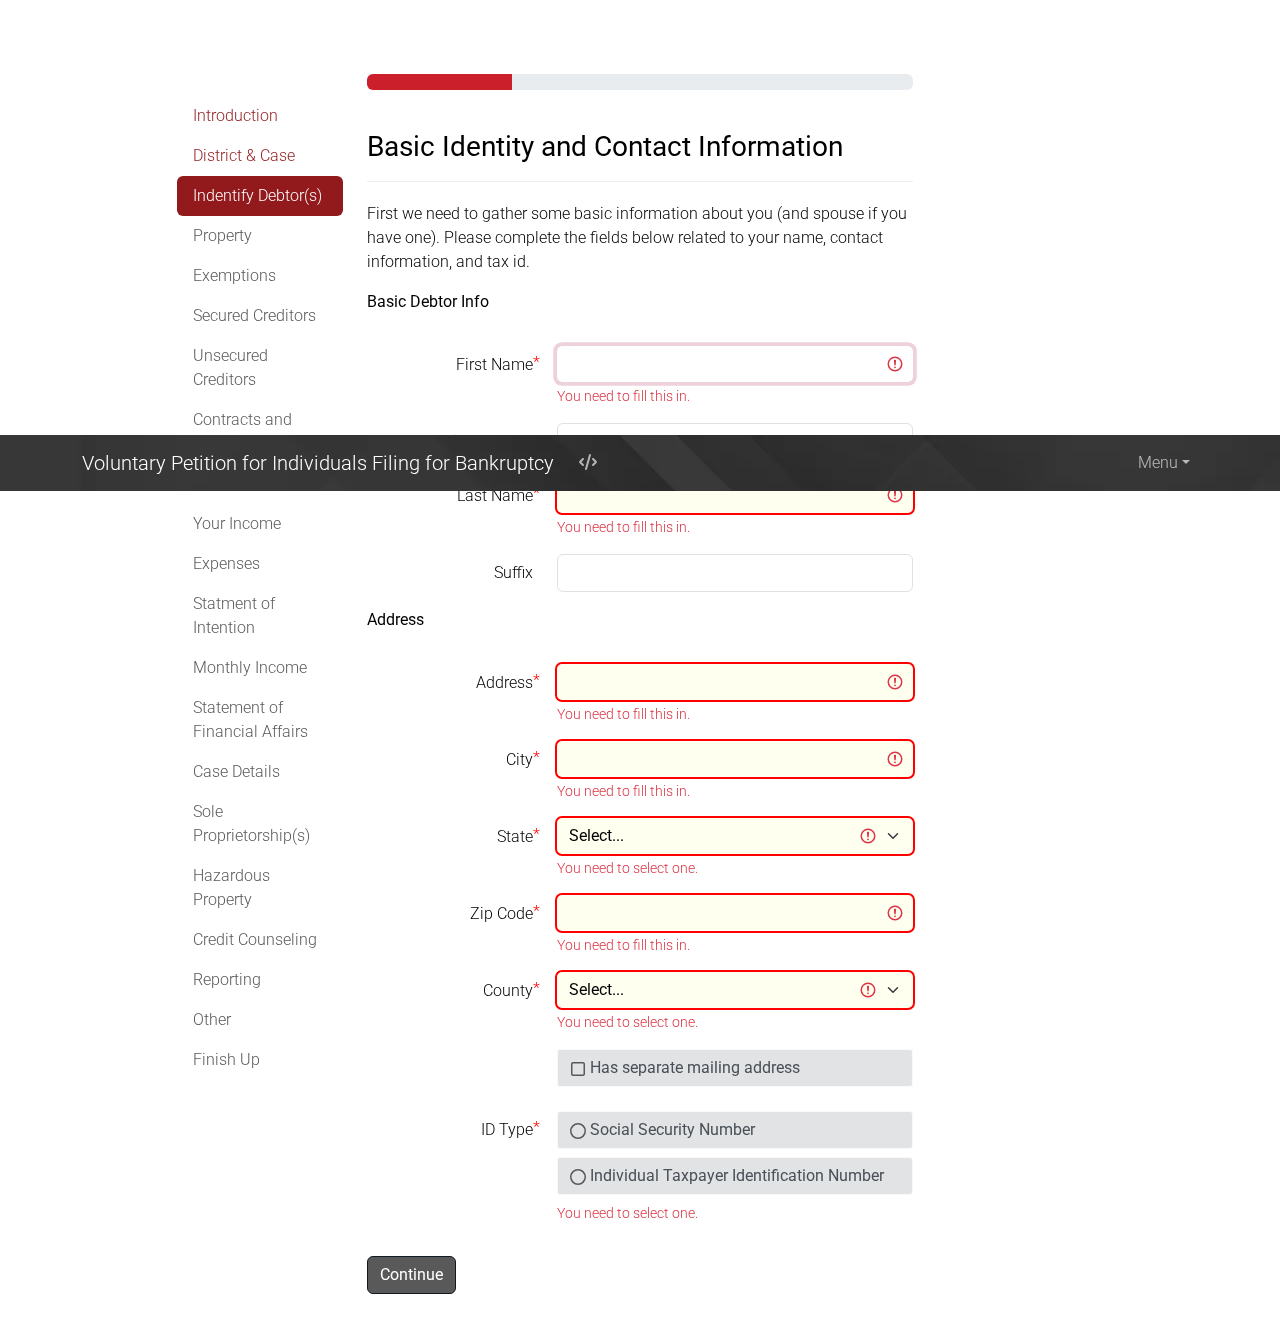 Introduction
District & Case
Indentify Debtor(s)
Property
Exemptions
Secured Creditors
Unsecured
Creditors
Contracts and
Your Income
Expenses
Statment of
Intention
Monthly Income
Statement of
Financial Affairs
Case Details
Sole
Proprietorship(s)
Hazardous
Property
Credit Counseling
Reporting
Other
Finish Up
Basic Identity and Contact Information
First we need to gather some basic information about you (and spouse if you
have one). Please complete the fields below related to your name, contact
information, and tax id.
Basic Debtor Info
First Name*
You need to fill this in.
Voluntary Petition for Individuals Filing for Bankruptcy </> Menu
Last Name*
You need to fill this in.
Suffix
Address
Address*
You need to fill this in.
City*
You need to fill this in.
State* Select...
You need to select one.
Zip Code*
You need to fill this in.
County* Select...
You need to select one.
Has separate mailing address
ID Type* Social Security Number
Individual Taxpayer Identification Number
You need to select one.
Continue